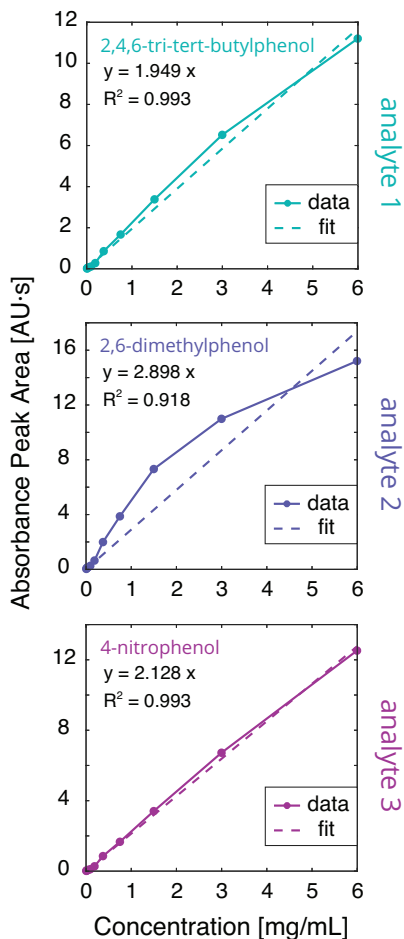 12
10
8
6
4
2
0
2,4,6-tri-tert-butylphenol
y = 1.949 x
R² = 0.993
data
fit
0 1 2 3 4 5 6
analyte 1
Absorbance Peak Area [AU·s]
16
12
8
4
0
2,6-dimethylphenol
y = 2.898 x
R² = 0.918
data
fit
0 1 2 3 4 5 6
analyte 2
12
8
4
0
4-nitrophenol
y = 2.128 x
R² = 0.993
data
fit
0 1 2 3 4 5 6
analyte 3
Concentration [mg/mL]